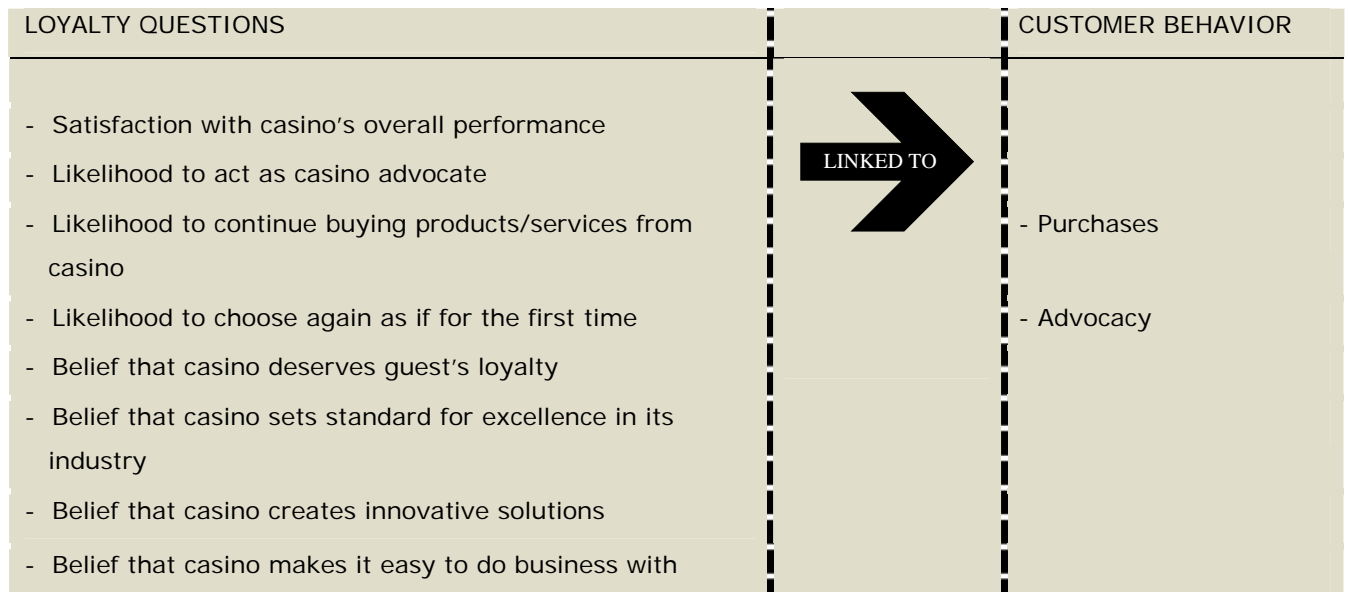 LOYALTY QUESTIONS
CUSTOMER BEHAVIOR
- Satisfaction with casino’s overall performance
- Likelihood to act as casino advocate
- Likelihood to continue buying products/services from
casino
- Likelihood to choose again as if for the first time
- Belief that casino deserves guest’s loyalty
- Belief that casino sets standard for excellence in its
industry
- Belief that casino creates innovative solutions
- Belief that casino makes it easy to do business with
LINKED TO
- Purchases
- Advocacy